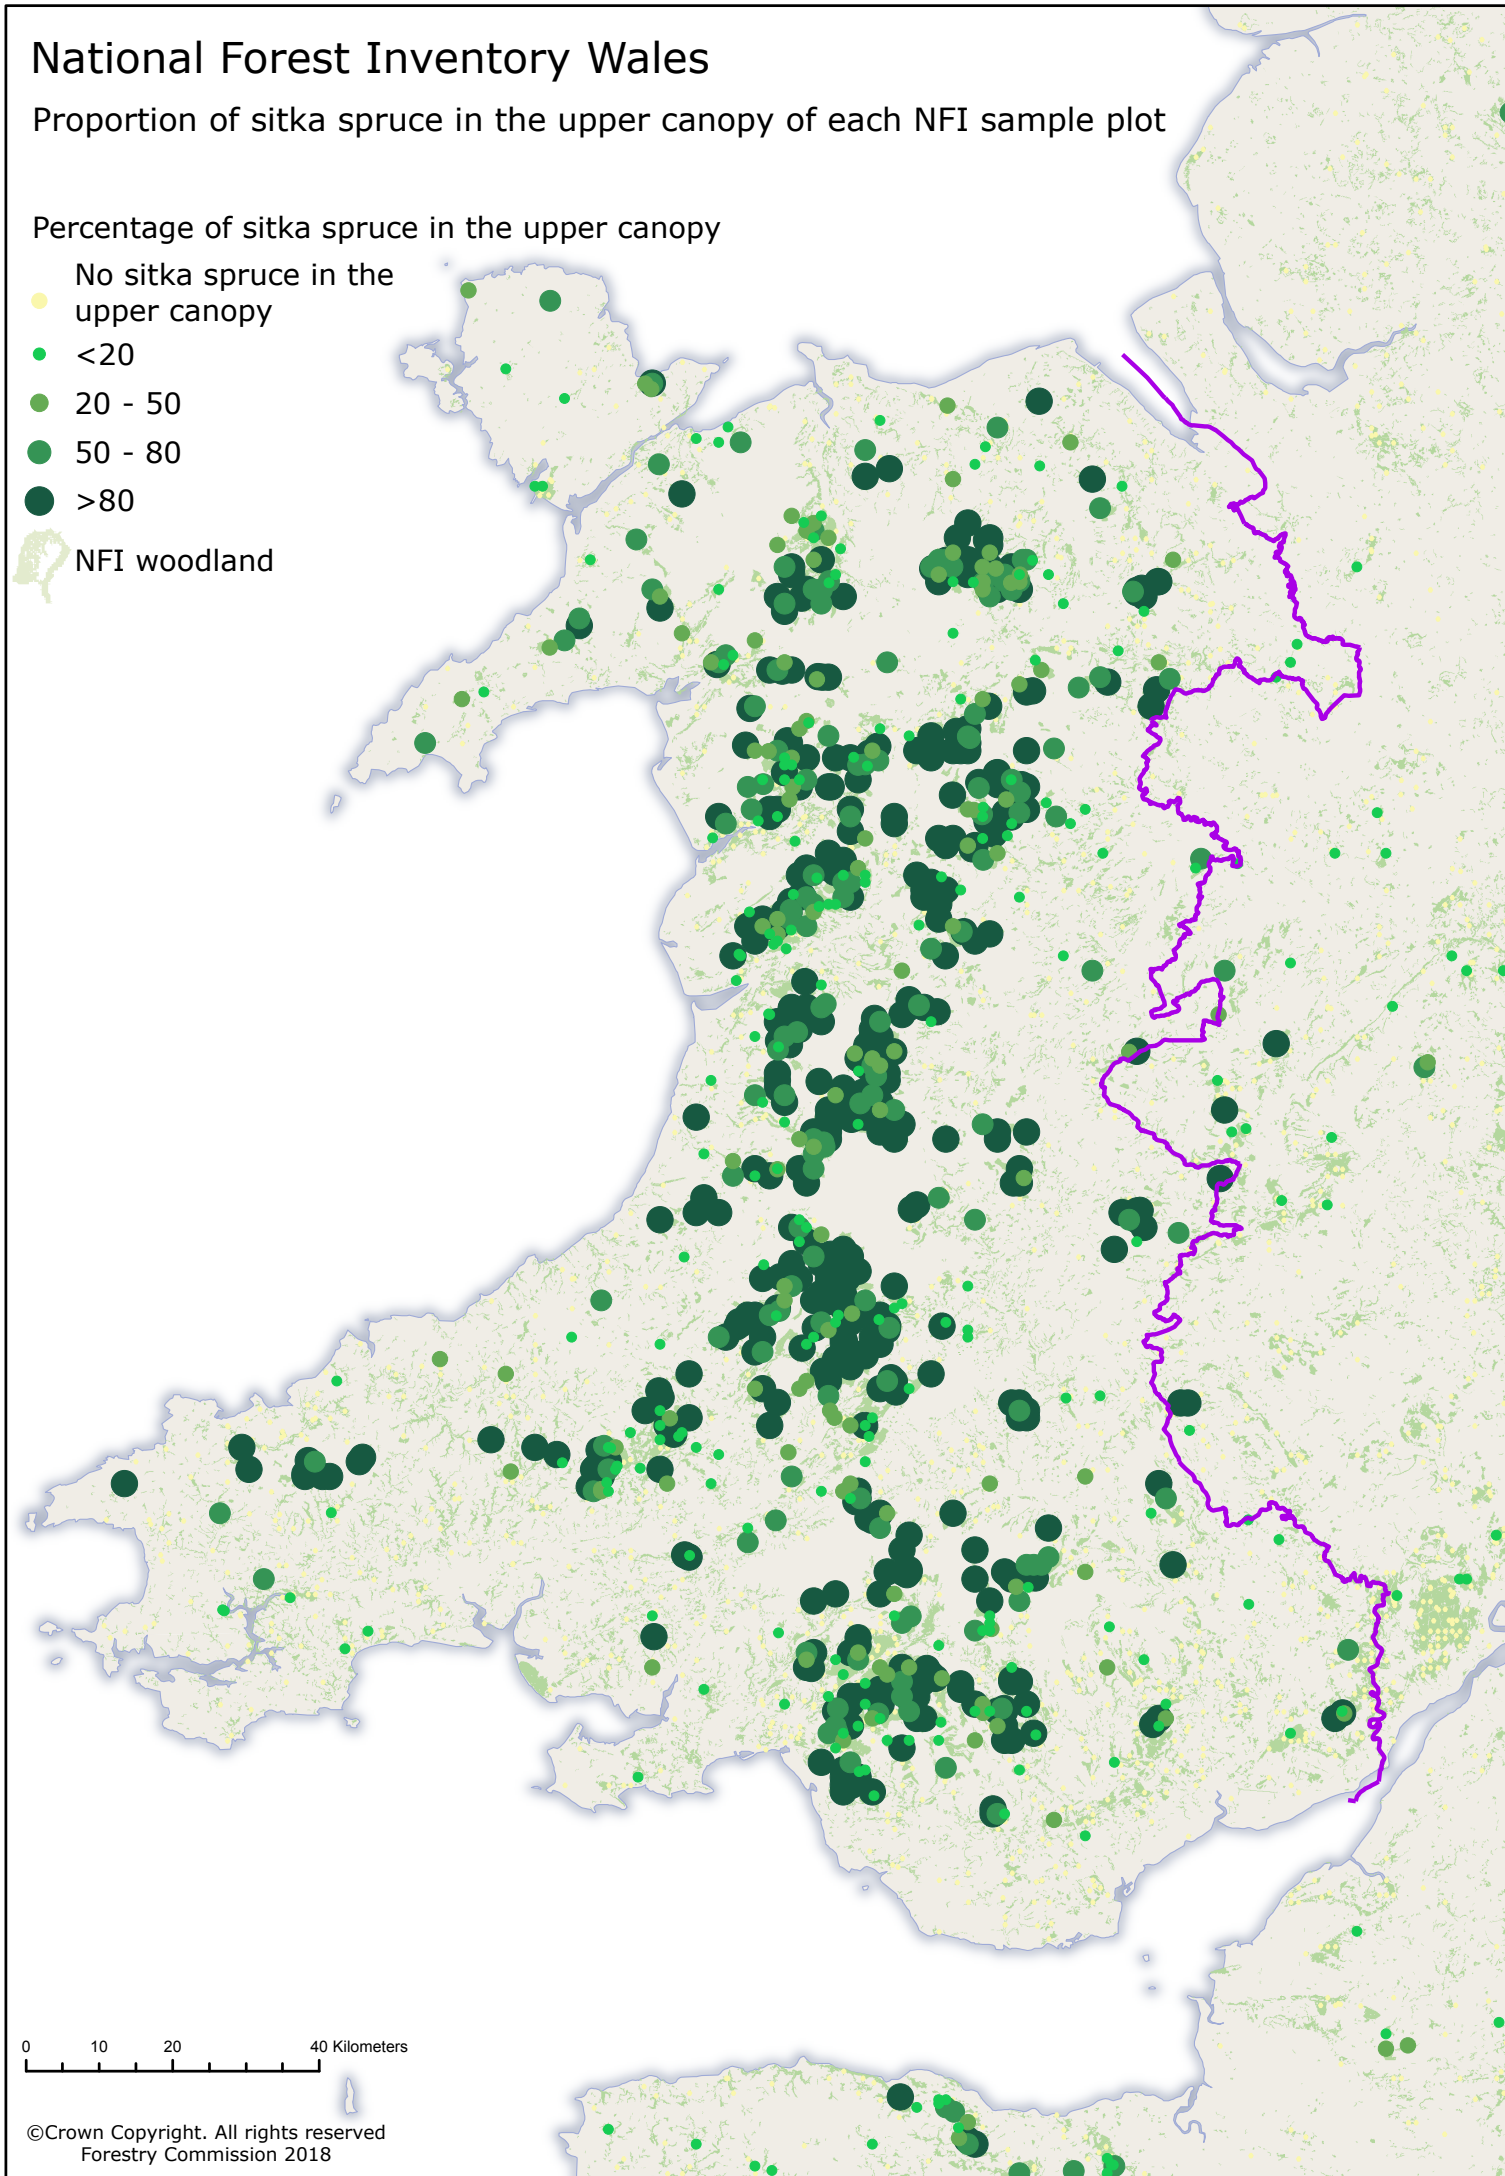 National Forest Inventory Wales
Proportion of sitka spruce in the upper canopy of each NFI sample plot
Percentage of sitka spruce in the upper canopy
No sitka spruce in the
upper canopy
<20
20 - 50
50 - 80
>80
NFI woodland
0 10 20 40 Kilometers
©Crown Copyright. All rights reserved
Forestry Commission 2018